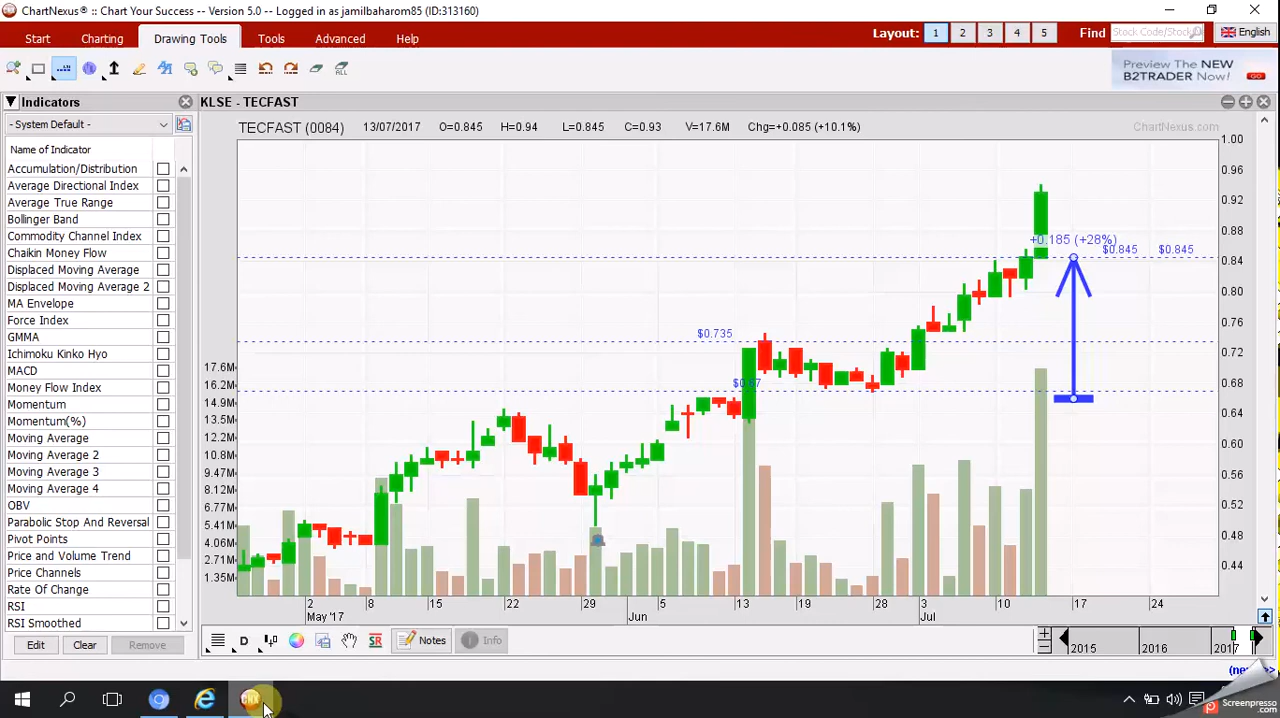 ChartNexus® :: Chart Your Success -- Version 5.0 -- Logged in as jamilbaharom85 (ID:313160)
Start Charting Drawing Tools Tools Advanced Help Layout: 1 2 3 4 5 Find Stock Code/Stock English
ALL
Preview The NEW
B2TRADER Now! GO
Indicators
KLSE - TECFAST
- System Default -
TECFAST (0084) 13/07/2017 O=0.845 H=0.94 L=0.845 C=0.93 V=17.6M Chg=+0.085 (+10.1%) ChartNexus.com
Name of Indicator
Accumulation/Distribution
Average Directional Index
Average True Range
Bollinger Band
Commodity Channel Index
Chaikin Money Flow
Displaced Moving Average
Displaced Moving Average 2
MA Envelope
Force Index
GMMA
Ichimoku Kinko Hyo
MACD
Money Flow Index
Momentum
Momentum(%)
Moving Average
Moving Average 2
Moving Average 3
Moving Average 4
OBV
Parabolic Stop And Reversal
Pivot Points
Price and Volume Trend
Price Channels
Rate Of Change
RSI
RSI Smoothed
Edit Clear Remove
17.6M
16.2M
14.9M
13.5M
12.2M
10.8M
9.47M
8.12M
6.77M
5.41M
4.06M
2.71M
1.35M
+0.185 (+28%)
$0.845 $0.845
$0.735
$0.67
1.00
0.96
0.92
0.88
0.84
0.80
0.76
0.72
0.68
0.64
0.60
0.56
0.52
0.48
0.44
2 8 15 22 29 5 13 19 28 3 10 17 24
May '17 Jun Jul
D SR Notes Info
2015 2016 2017
CNX
Screenpresso
.com